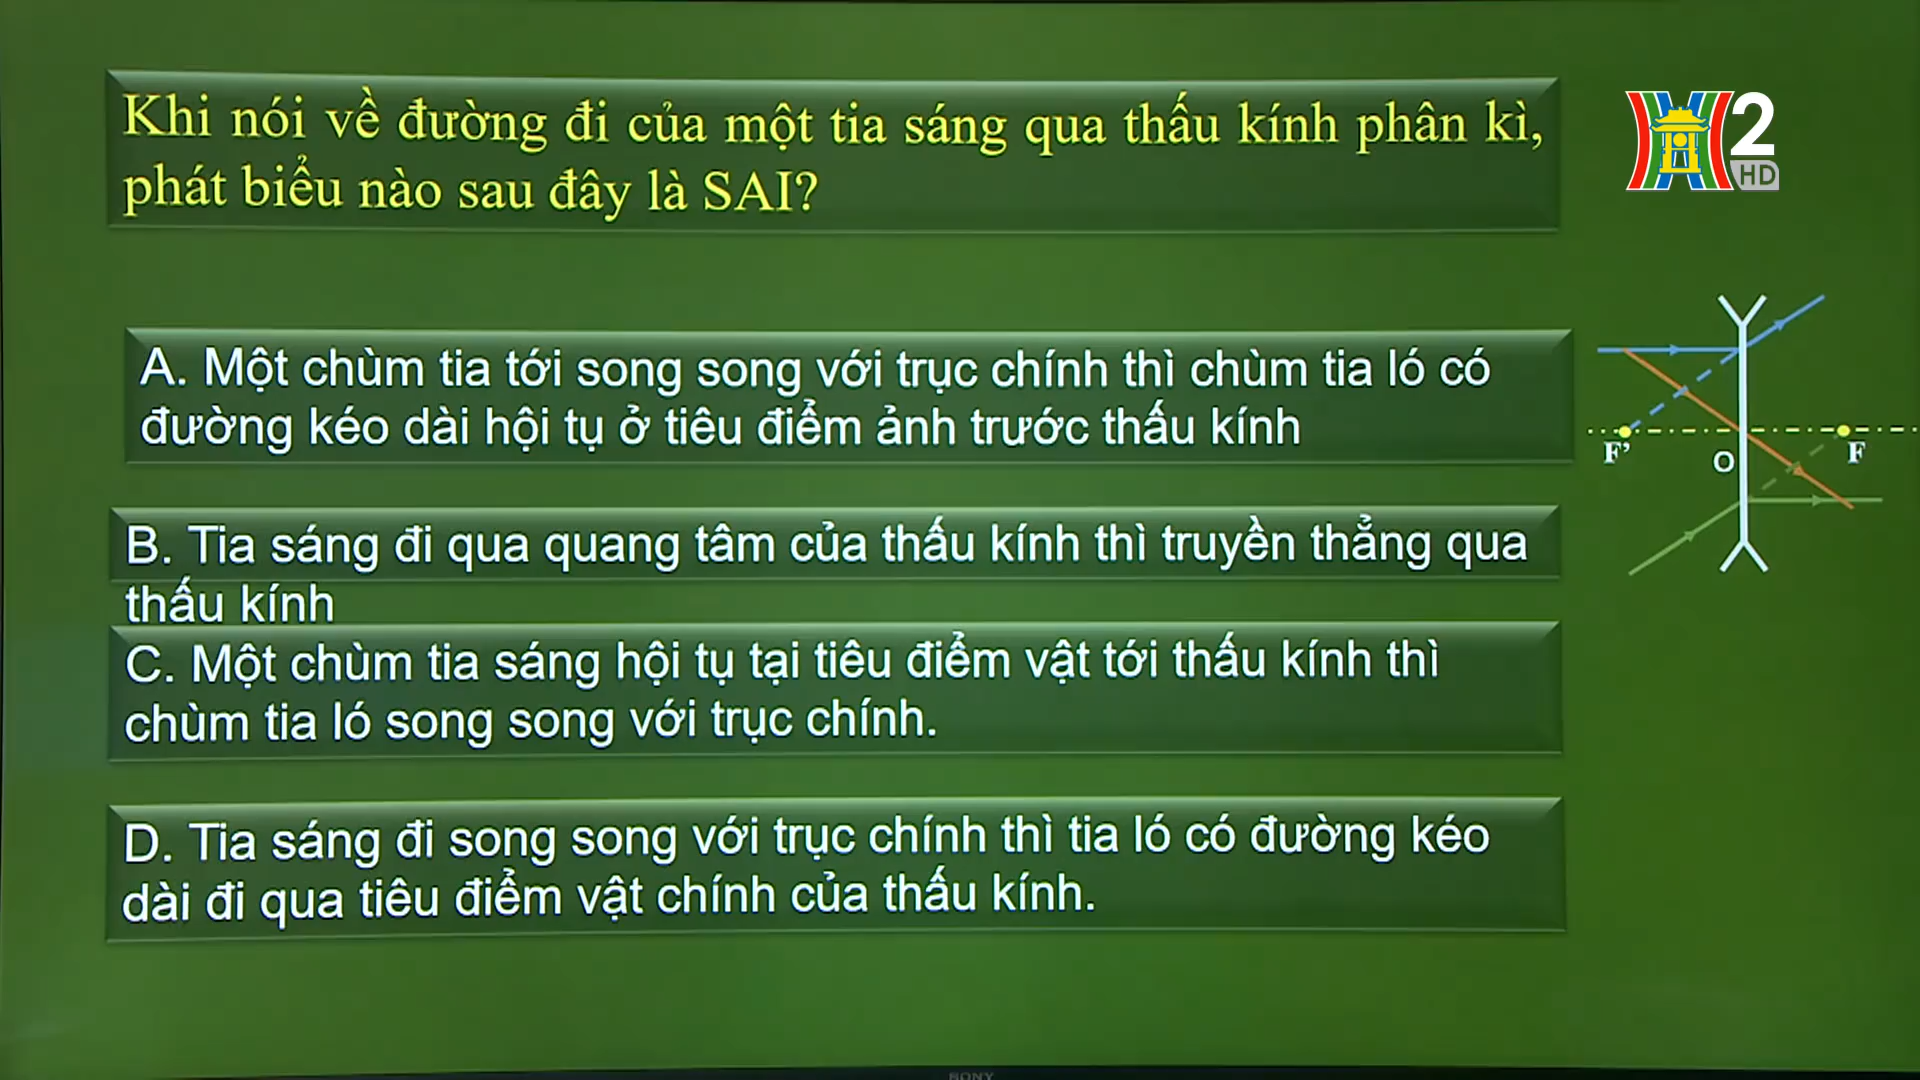 Khi nói về đường đi của một tia sáng qua thấu kính phân kì,
phát biểu nào sau đây là SAI?
2
HD
A. Một chùm tia tới song song với trục chính thì chùm tia ló có
đường kéo dài hội tụ ở tiêu điểm ảnh trước thấu kính
F’
O
F
B. Tia sáng đi qua quang tâm của thấu kính thì truyền thẳng qua
thấu kính
C. Một chùm tia sáng hội tụ tại tiêu điểm vật tới thấu kính thì
chùm tia ló song song với trục chính.
D. Tia sáng đi song song với trục chính thì tia ló có đường kéo
dài đi qua tiêu điểm vật chính của thấu kính.
SONY